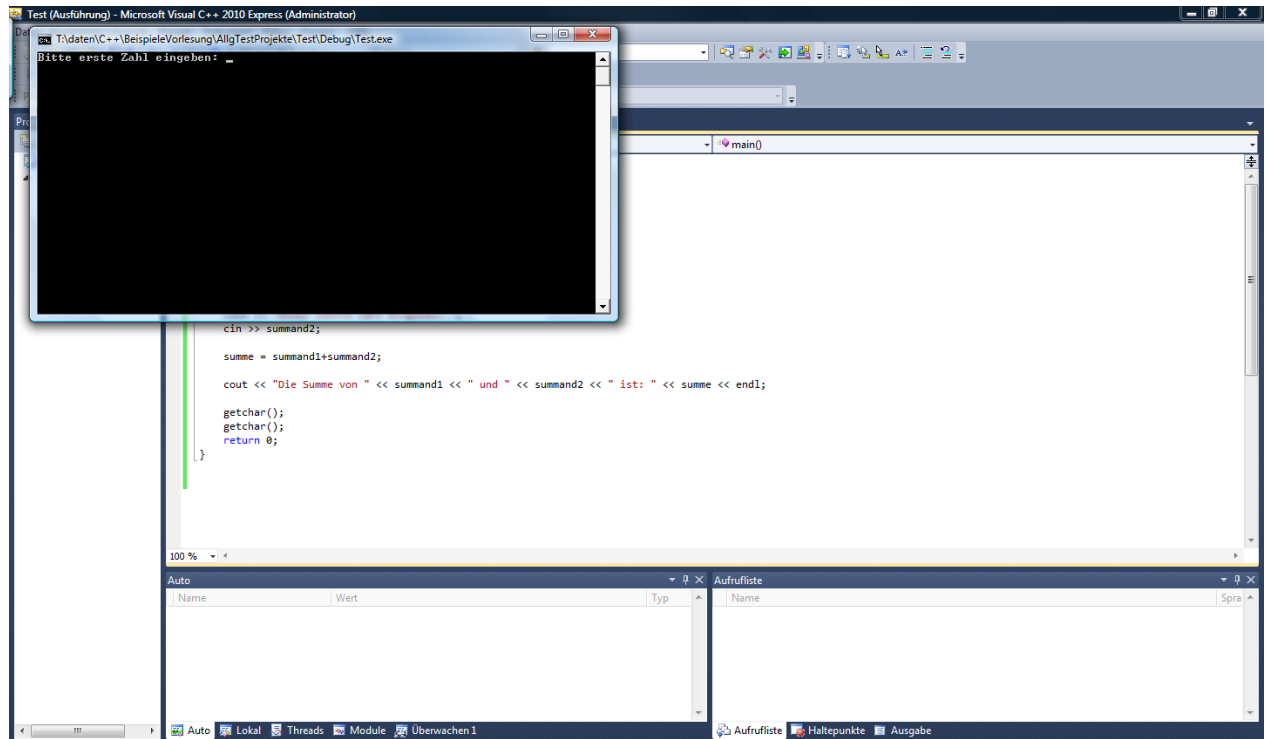 Test (Ausführung) - Microsoft Visual C++ 2010 Express (Administrator)
T:\daten\C++\BeispieleVorlesung\AllgTestProjekte\Test\Debug\Test.exe
Bitte erste Zahl eingeben: _
main()
cin >> summand2;
summe = summand1+summand2;
cout << "Die Summe von " << summand1 << " und " << summand2 << " ist: " << summe << endl;
getchar();
getchar();
return 0;
}
100 %
Auto
Name Wert Typ
Aufrufliste
Name Spra
Auto Lokal Threads Module Überwachen 1
Aufrufliste Haltepunkte Ausgabe